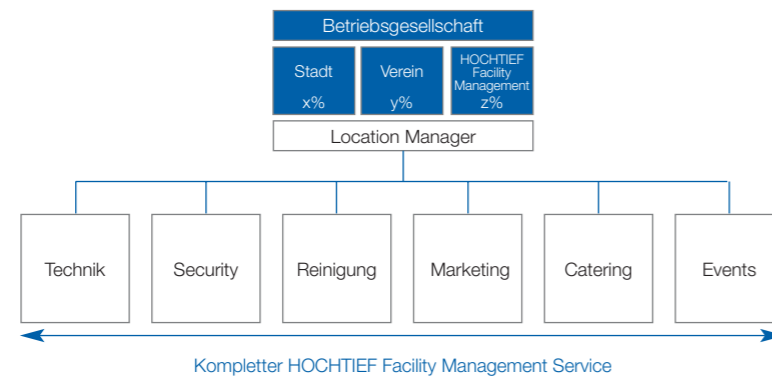 Betriebsgesellschaft
Stadt
x%
Verein
y%
HOCHTIEF
Facility
Management
z%
Location Manager
Technik
Security
Reinigung
Marketing
Catering
Events
Kompletter HOCHTIEF Facility Management Service